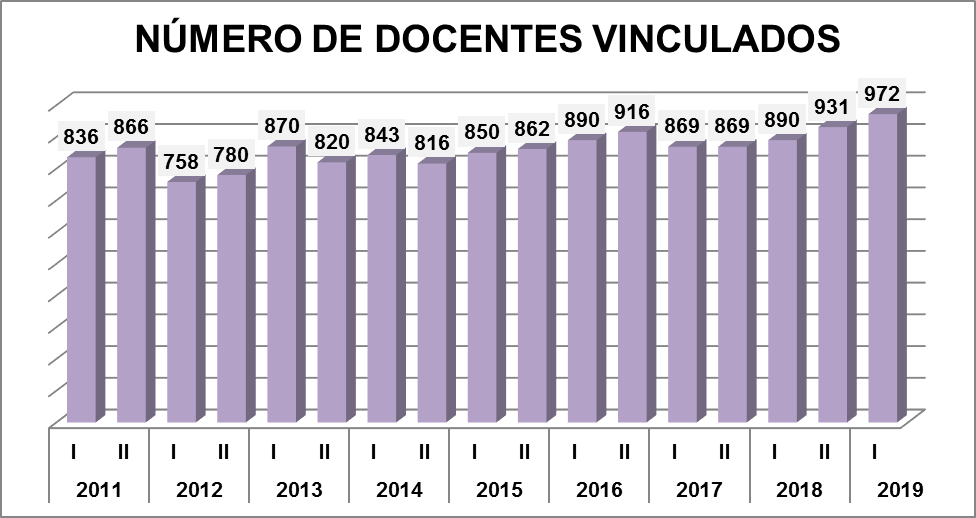 NÚMERO DE DOCENTES VINCULADOS
836 866 758 780 870 820 843 816 850 862 890 916 869 869 890 931 972
I II I II I II I II I II I II I II I II I
2011 2012 2013 2014 2015 2016 2017 2018 2019